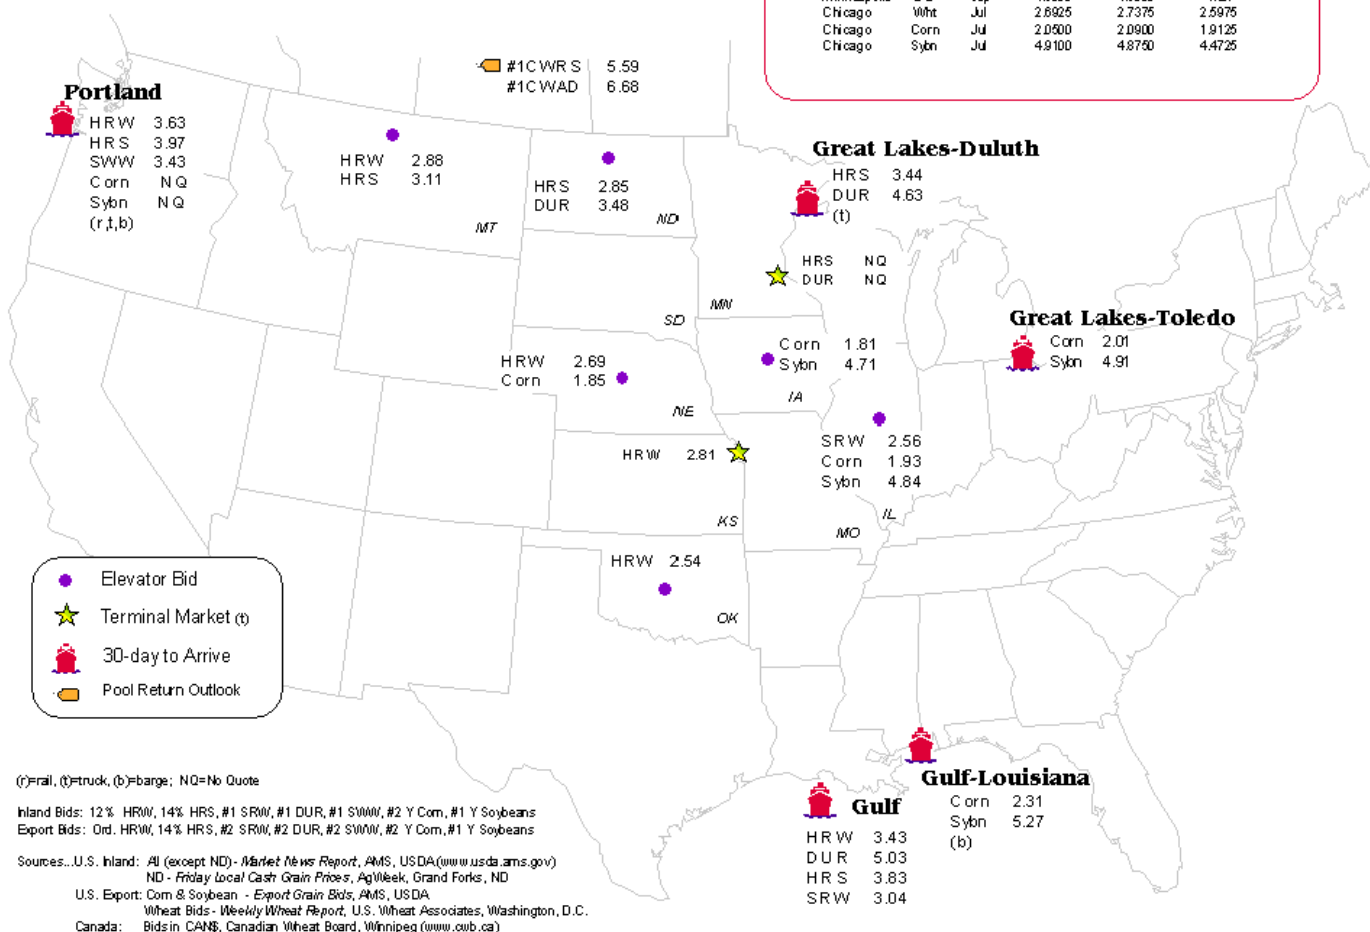 Chicago Wht Jul 2.6925 2.7375 2.5975
Chicago Corn Jul 2.0500 2.0900 1.9125
Chicago Sybn Jul 4.9100 4.8750 4.4725
#1CWRS 5.59
#1CWAD 6.68
Portland
HRW 3.63
HRS 3.97
SWW 3.43
Corn NQ
Sybn NQ
(r,t,b)
HRW 2.88
HRS 3.11
MT
HRS 2.85
DUR 3.48
ND
Great Lakes-Duluth
HRS 3.44
DUR 4.63
(t)
HRS NQ
DUR NQ
MN
SD
Great Lakes-Toledo
Corn 2.01
Sybn 4.91
HRW 2.69
Corn 1.85
NE
Corn 1.81
Sybn 4.71
IA
SRW 2.56
Corn 1.93
Sybn 4.84
IL
HRW 2.81
KS
MO
HRW 2.54
OK
Elevator Bid
Terminal Market (t)
30-day to Arrive
Pool Return Outlook
Gulf-Louisiana
Corn 2.31
Sybn 5.27
(b)
Gulf
HRW 3.43
DUR 5.03
HRS 3.83
SRW 3.04
(r)=rail, (t)=truck, (b)=barge; NQ=No Quote
Inland Bids: 12% HRW, 14% HRS, #1 SRW, #1 DUR, #1 SWW, #2 Y Corn, #1 Y Soybeans
Export Bids: Ord. HRW, 14% HRS, #2 SRW, #2 DUR, #2 SWW, #2 Y Corn, #1 Y Soybeans
Sources...U.S. Inland: All (except ND) - Market News Report, AMS, USDA (www.usda.ams.gov)
ND - Friday Local Cash Grain Prices, AgWeek, Grand Forks, ND
U.S. Export: Corn & Soybean - Export Grain Bids, AMS, USDA
Wheat Bids - Weekly Wheat Report, U.S. Wheat Associates, Washington, D.C.
Canada: Bids in CAN$, Canadian Wheat Board, Winnipeg (www.cwb.ca)